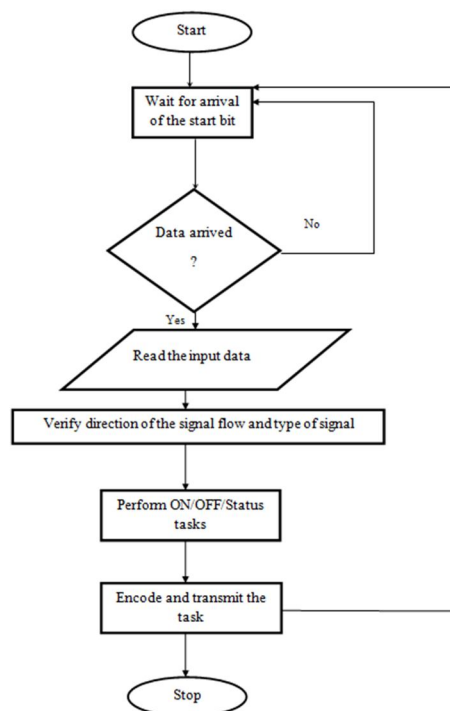 Start
Wait for arrival
of the start bit
Data arrived
?
No
Yes
Read the input data
Verify direction of the signal flow and type of signal
Perform ON/OFF/Status
tasks
Encode and transmit the
task
Stop